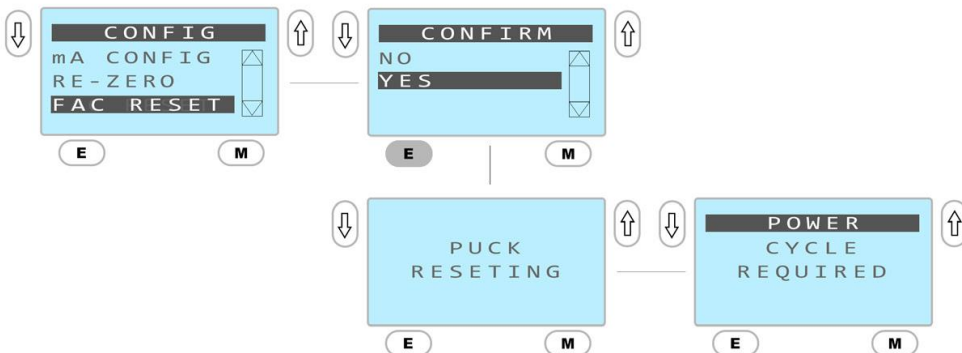 CONFIG
mA CONFIG
RE-ZERO
FAC RESET
E
M
CONFIRM
NO
YES
E
M
PUCK
RESETING
E
M
POWER
CYCLE
REQUIRED
E
M